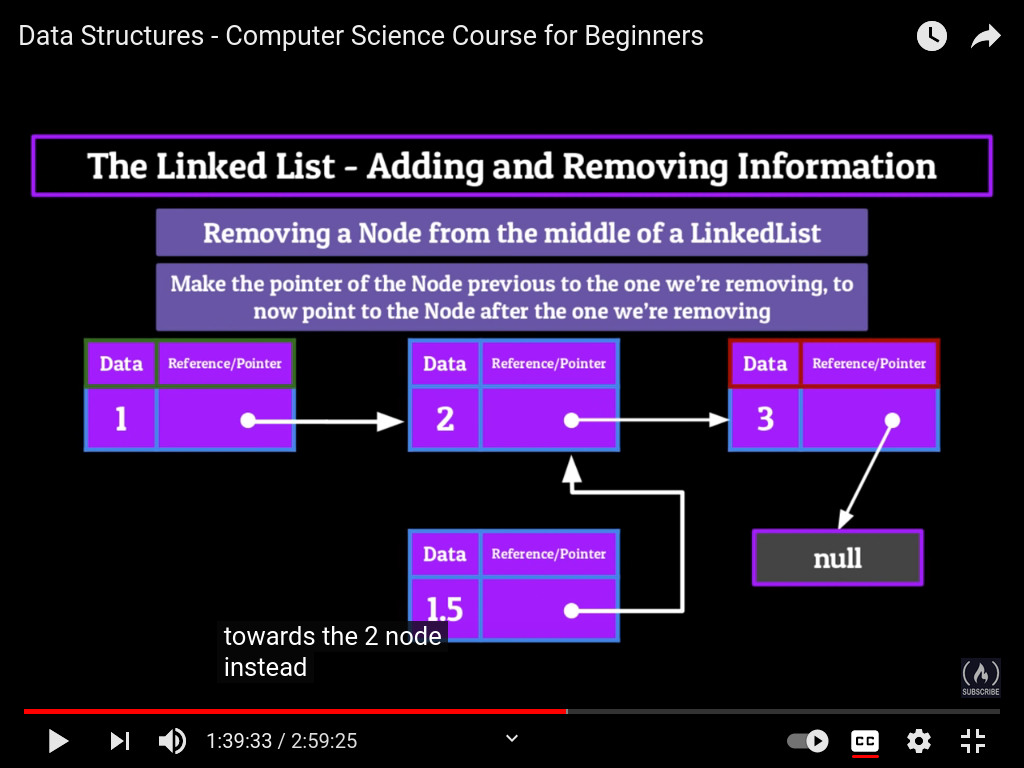 Data Structures - Computer Science Course for Beginners
The Linked List - Adding and Removing Information
Removing a Node from the middle of a LinkedList
Make the pointer of the Node previous to the one we're removing, to
now point to the Node after the one we're removing
Data Reference/Pointer
1
Data Reference/Pointer
2
Data Reference/Pointer
3
Data Reference/Pointer
1.5
null
towards the 2 node
instead
SUBSCRIBE
1:39:33 / 2:59:25
CC